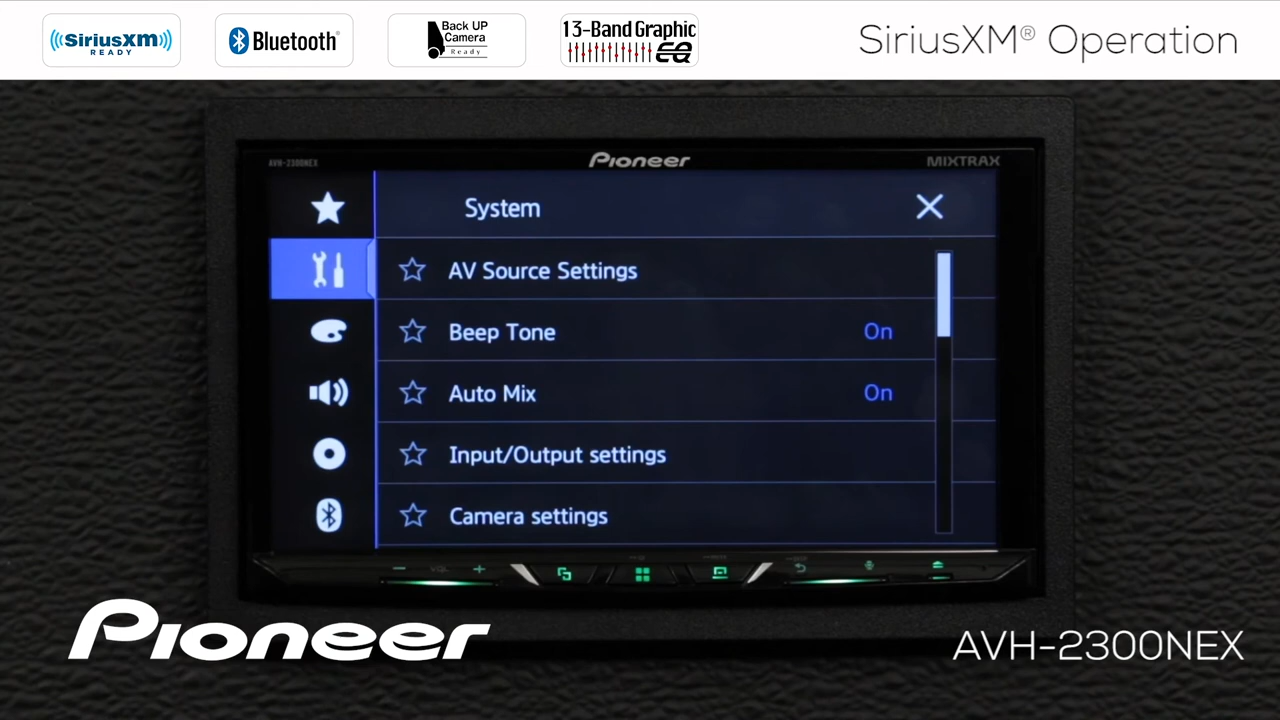 SiriusXM
READY
Bluetooth®
Back UP
Camera
Ready
13-Band Graphic
EQ
SiriusXM® Operation
AVH-2300NEX
Pioneer
MIXTRAX
System
AV Source Settings
Beep Tone
On
Auto Mix
On
Input/Output settings
Camera settings
VOL
Pioneer
AVH-2300NEX